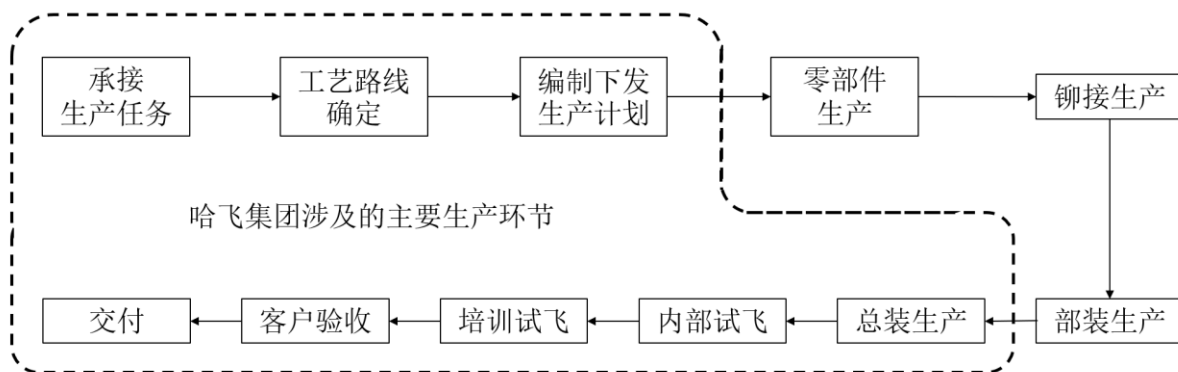 承接
生产任务
工艺路线
确定
编制下发
生产计划
零部件
生产
铆接生产
哈飞集团涉及的主要生产环节
交付
客户验收
培训试飞
内部试飞
总装生产
部装生产